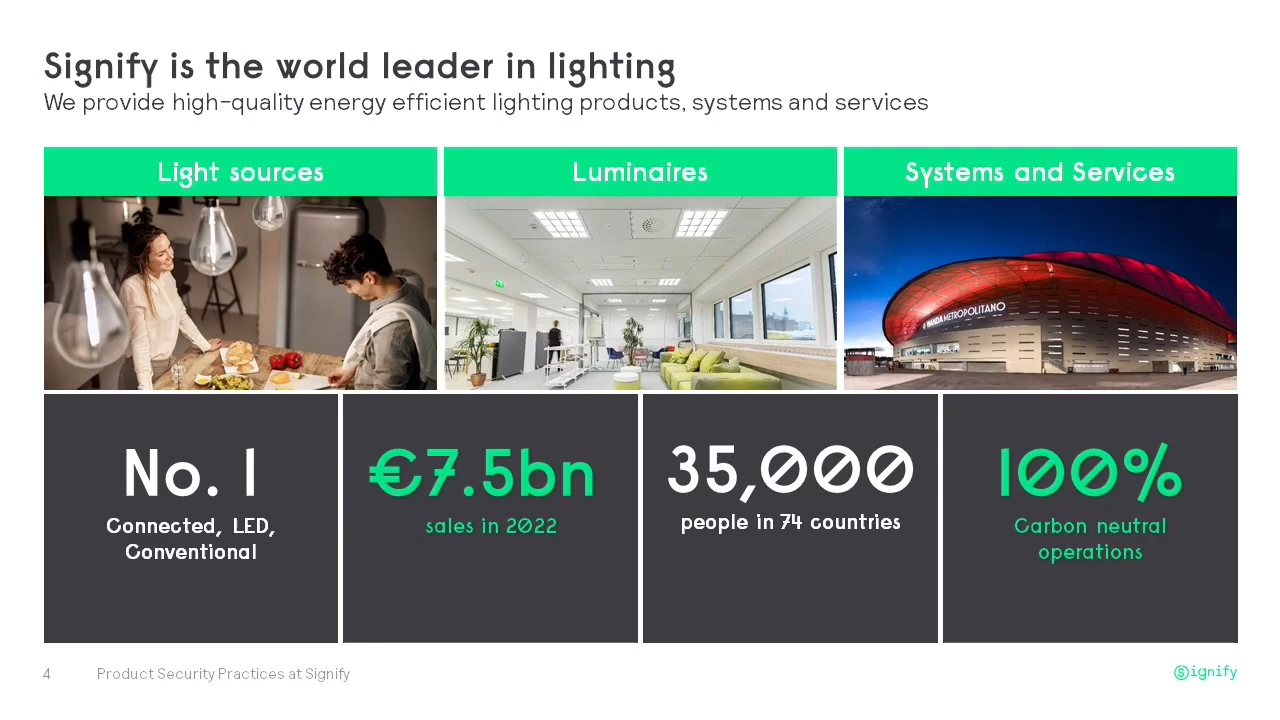 Signify is the world leader in lighting
We provide high-quality energy efficient lighting products, systems and services
Light sources
Luminaires
Systems and Services
WANDA METROPOLITANO
No. 1
Connected, LED,
Conventional
€7.5bn
sales in 2022
35,000
people in 74 countries
100%
Carbon neutral
operations
4
Product Security Practices at Signify
Signify